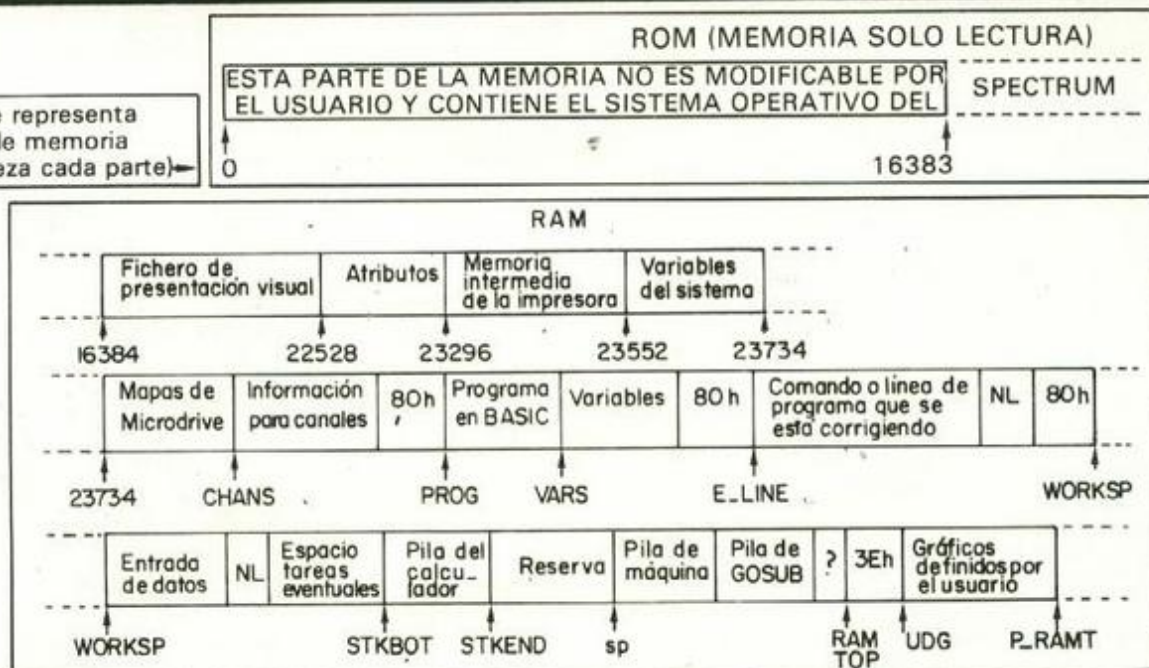 ROM (MEMORIA SOLO LECTURA)
ESTA PARTE DE LA MEMORIA NO ES MODIFICABLE POR
EL USUARIO Y CONTIENE EL SISTEMA OPERATIVO DEL
SPECTRUM
representa
memoria
cada parte)
0
16383
RAM
Fichero de
presentación visual
Atributos
Memoria
intermedia
de la impresora
Variables
del sistema
16384
22528
23296
23552
23734
Mapas de
Microdrive
Información
para canales
80h
Programa
en BASIC
Variables
80h
Comando o línea de
programa que se
está corrigiendo
NL
80h
23734
CHANS
PROG
VARS
E_LINE
WORKSP
Entrada
de datos
NL
Espacio
tareas
eventuales
Pila del
calcu_
lador
Reserva
Pila de
máquina
Pila de
GOSUB
?
3Eh
Gráficos
definidos por
el usuario
WORKSP
STKBOT
STKEND
sp
RAM
TOP
UDG
P_RAMT